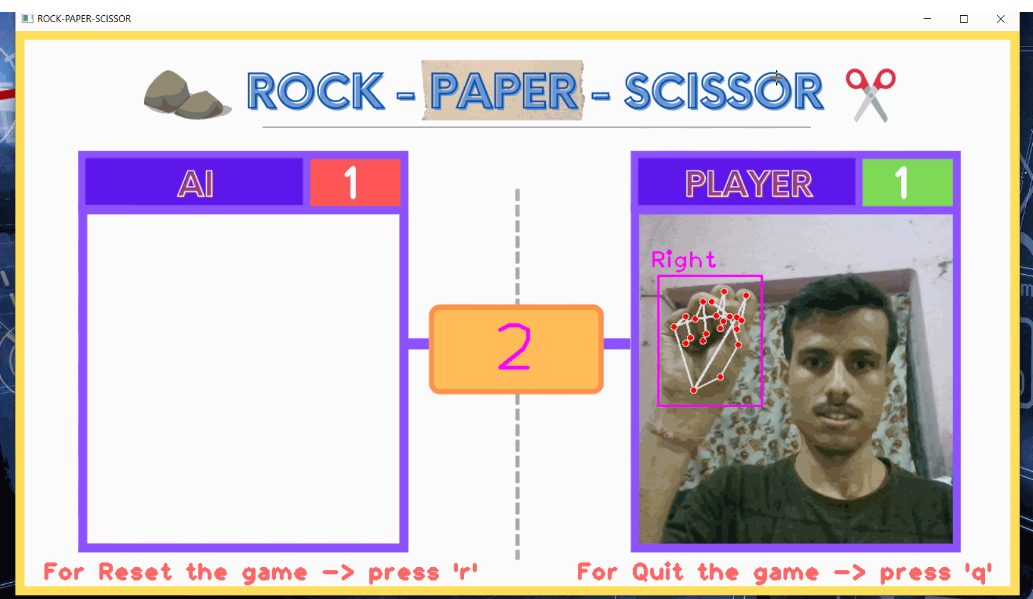 ROCK-PAPER-SCISSOR
ROCK - PAPER - SCISSOR
AI 1
PLAYER 1
Right
2
For Reset the game -> press 'r'
For Quit the game -> press 'q'